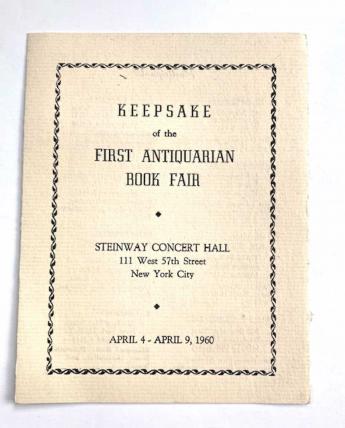 KEEPSAKE
of the
FIRST ANTIQUARIAN
BOOK FAIR
STEINWAY CONCERT HALL
111 West 57th Street
New York City
APRIL 4 - APRIL 9, 1960